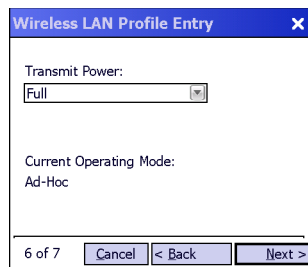 Wireless LAN Profile Entry
Transmit Power:
Full
Current Operating Mode:
Ad-Hoc
6 of 7 Cancel < Back Next >